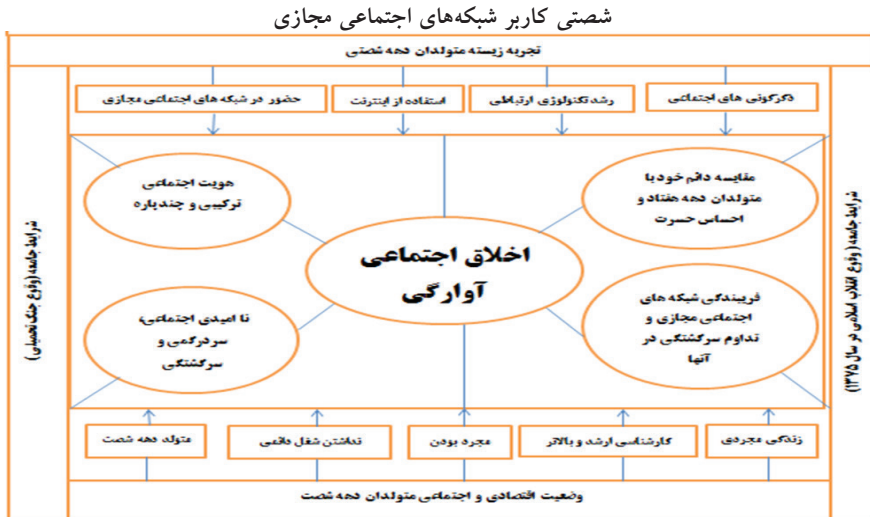 شصتی کاربر شبکه‌های اجتماعی مجازی
تجربه زیسته متولدان دهه شصتی
دگرگونی های اجتماعی
رشد تکنولوژی ارتباطی
استفاده از اینترنت
حضور در شبکه های اجتماعی مجازی
مقایسه دائم خود با
متولدان دهه هفتاد و
احساس حسرت
هویت اجتماعی
ترکیبی و چند پاره
اخلاق اجتماعی
آوارگی
فریبندگی شبکه های
اجتماعی مجازی و
تداوم سرگشتگی در
آنها
نا امیدی اجتماعی،
سردرگمی و
سرگشتگی
شرایط جامعه (وقوع انقلاب اسلامی در سال ۱۳۷۵)
شرایط جامعه (وقوع جنگ تحمیلی)
زندگی مجردی
کارشناسی ارشد و بالاتر
مجرد بودن
نداشتن شغل دائمی
متولد دهه شصت
وضعیت اقتصادی و اجتماعی متولدان دهه شصت